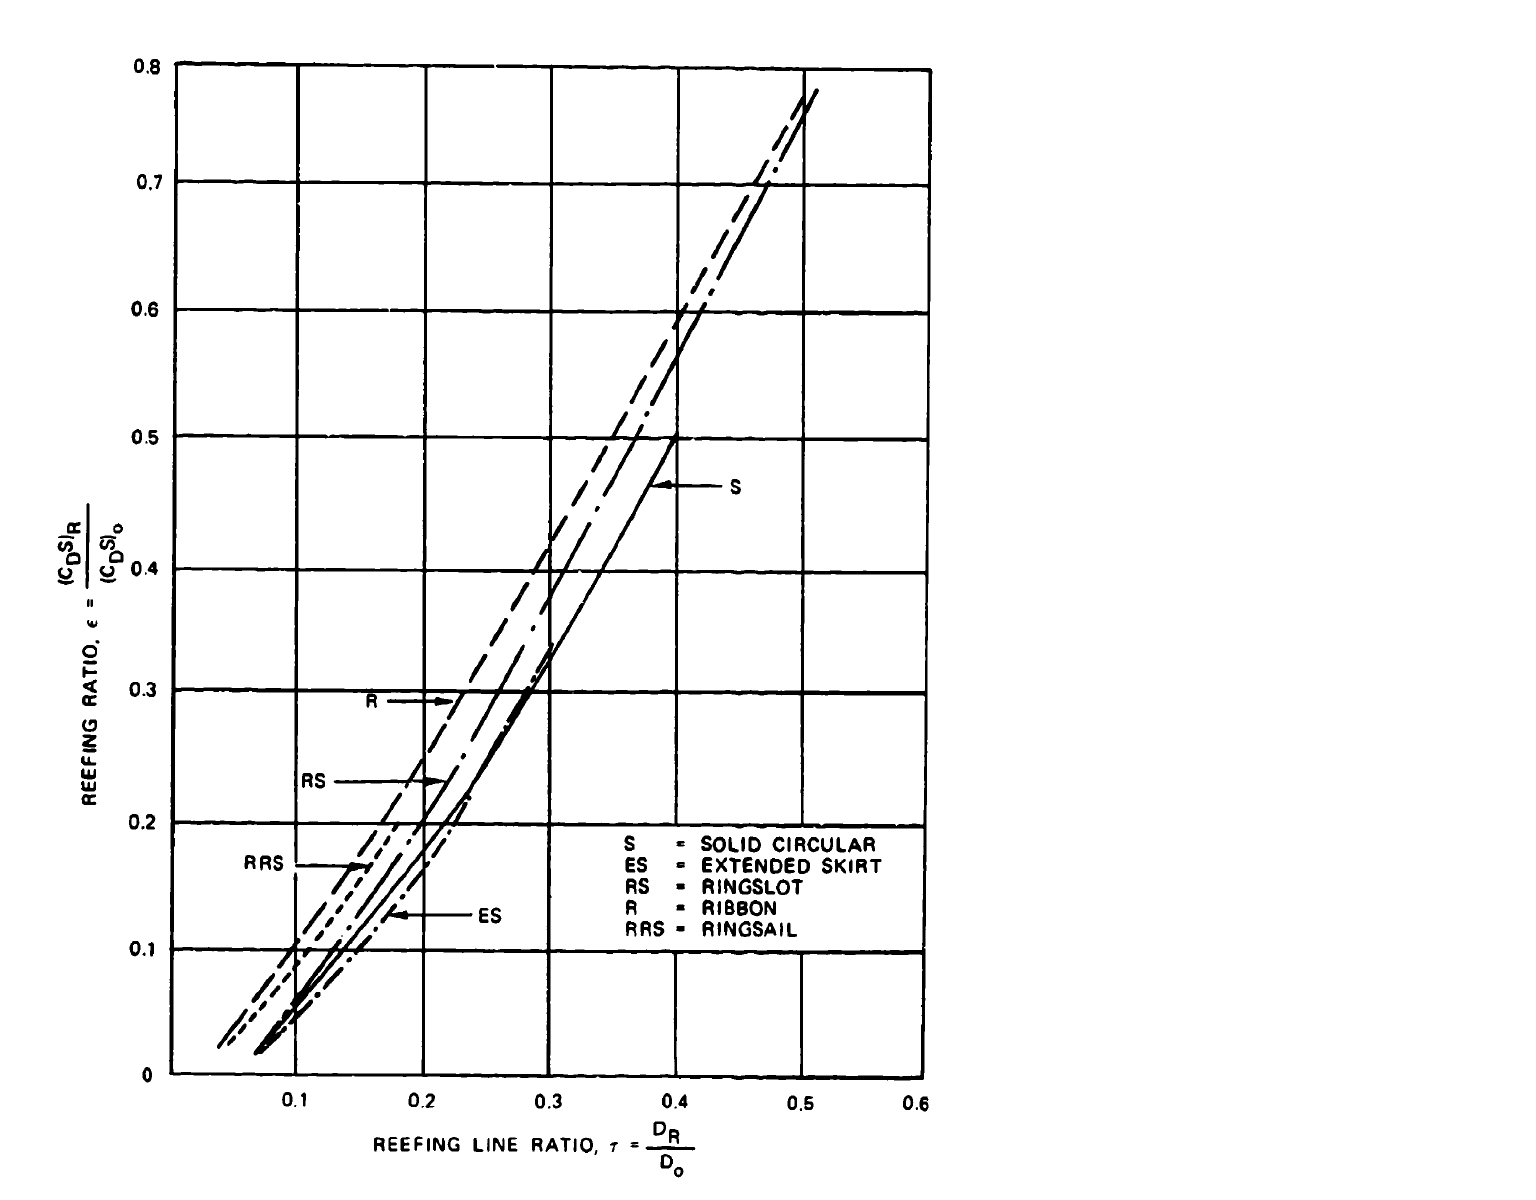 0.8
0.7
0.6
0.5
0.4
0.3
0.2
0.1
0
REEFING RATIO, ε = (CDS)R / (CDS)o
S
R
RS
RRS
ES
S = SOLID CIRCULAR
ES = EXTENDED SKIRT
RS = RINGSLOT
R = RIBBON
RRS = RINGSAIL
0.1 0.2 0.3 0.4 0.5 0.6
REEFING LINE RATIO, τ = DR / Do